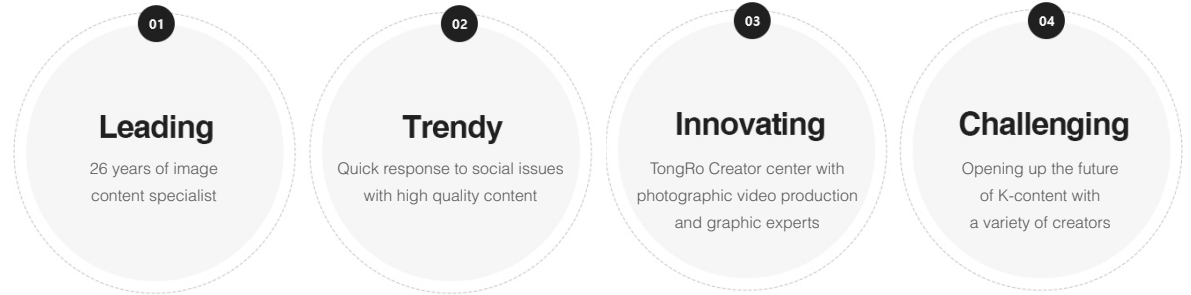 01
Leading
26 years of image
content specialist
02
Trendy
Quick response to social issues
with high quality content
03
Innovating
TongRo Creator center with
photographic video production
and graphic experts
04
Challenging
Opening up the future
of K-content with
a variety of creators